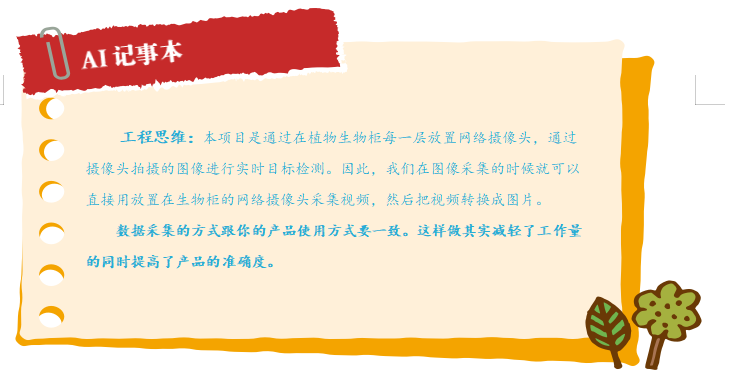 AI 记事本
工程思维：本项目是通过在植物生物柜每一层放置网络摄像头，通过
摄像头拍摄的图像进行实时目标检测。因此，我们在图像采集的时候就可以
直接用放置在生物柜的网络摄像头采集视频，然后把视频转换成图片。
数据采集的方式跟你的产品使用方式要一致。这样做其实减轻了工作量
的同时提高了产品的准确度。